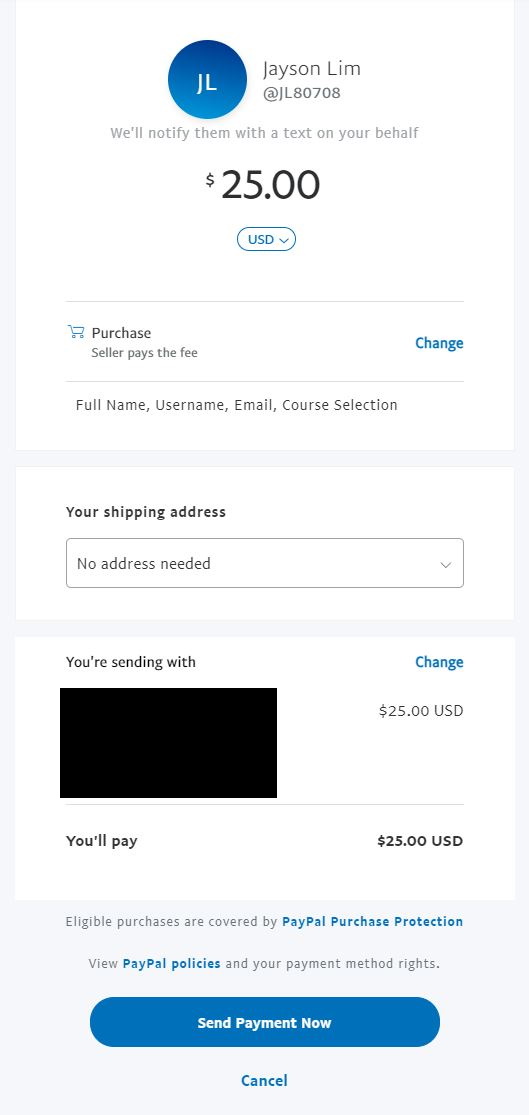 JL
Jayson Lim
@JL80708
We'll notify them with a text on your behalf
$ 25.00
USD
Purchase
Seller pays the fee
Change
Full Name, Username, Email, Course Selection
Your shipping address
No address needed
You're sending with
Change
$25.00 USD
You'll pay
$25.00 USD
Eligible purchases are covered by PayPal Purchase Protection
View PayPal policies and your payment method rights.
Send Payment Now
Cancel